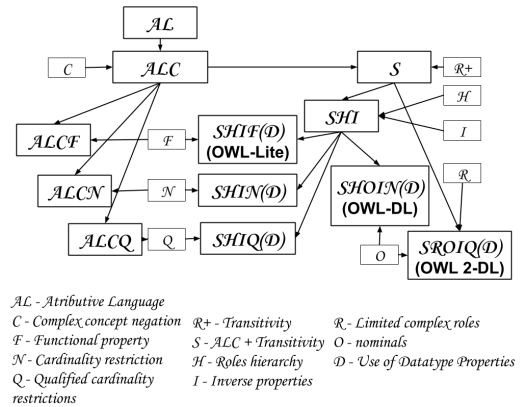 AL
C
ALC
S
R+
H
SHI
I
ALCF
F
SHIF(D)
(OWL-Lite)
R
ALCN
N
SHIN(D)
SHOIN(D)
(OWL-DL)
ALCQ
Q
SHIQ(D)
O
SROIQ(D)
(OWL 2-DL)
AL - Atributive Language
C - Complex concept negation
F - Functional property
N - Cardinality restriction
Q - Qualified cardinality
restrictions
R+ - Transitivity
S - ALC + Transitivity
H - Roles hierarchy
I - Inverse properties
R - Limited complex roles
O - nominals
D - Use of Datatype Properties